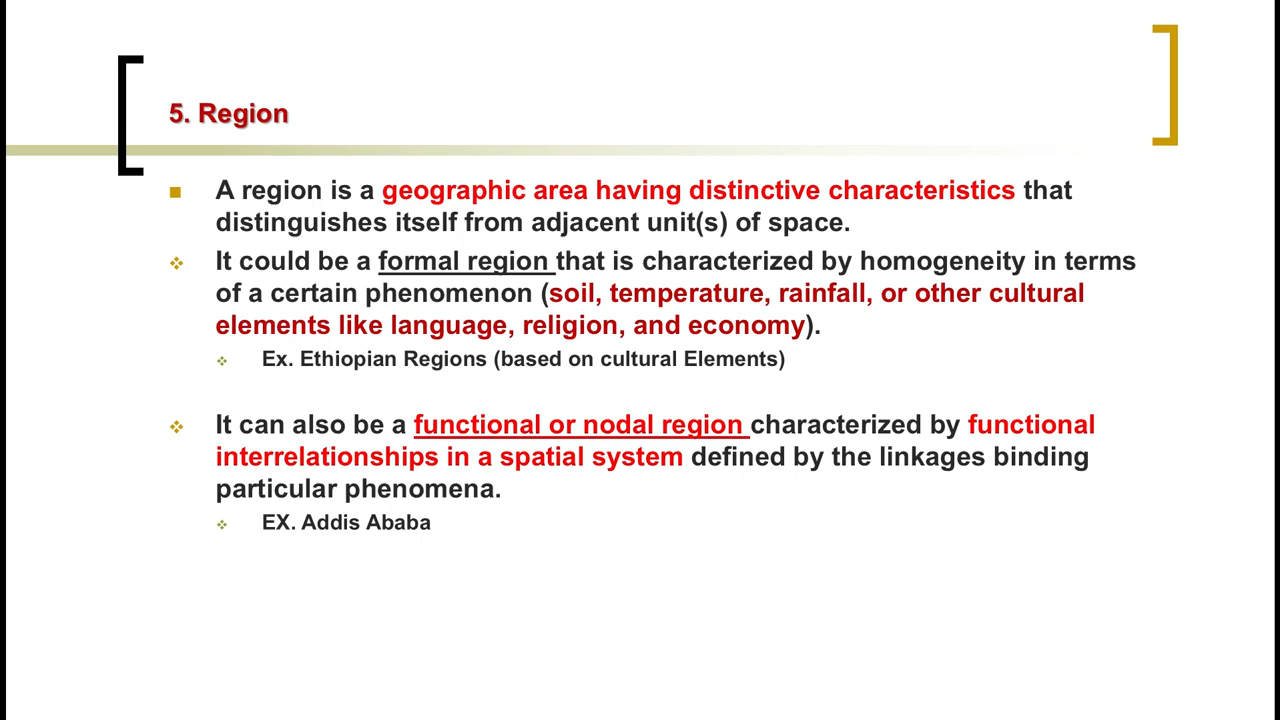 5. Region
A region is a geographic area having distinctive characteristics that
distinguishes itself from adjacent unit(s) of space.
It could be a formal region that is characterized by homogeneity in terms
of a certain phenomenon (soil, temperature, rainfall, or other cultural
elements like language, religion, and economy).
Ex. Ethiopian Regions (based on cultural Elements)
It can also be a functional or nodal region characterized by functional
interrelationships in a spatial system defined by the linkages binding
particular phenomena.
EX. Addis Ababa